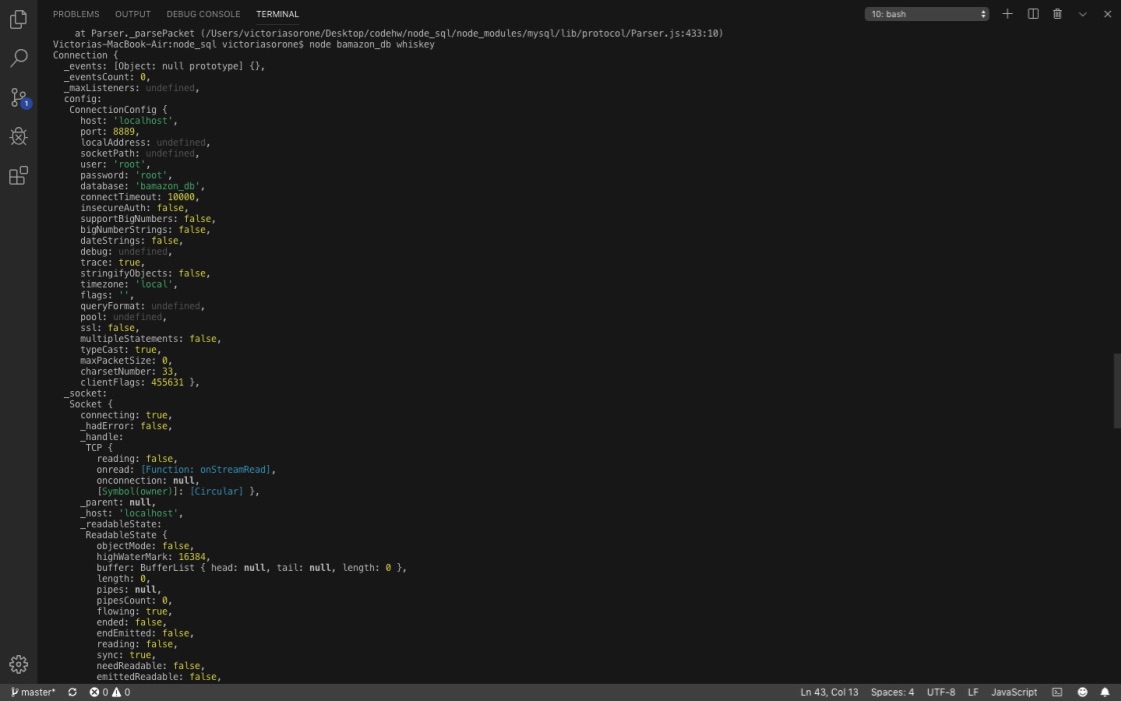 PROBLEMS OUTPUT DEBUG CONSOLE TERMINAL 10: bash
at Parser._parsePacket (/Users/victoriasorone/Desktop/codehw/node_sql/node_modules/mysql/lib/protocol/Parser.js:433:10)
Victorias-MacBook-Air:node_sql victoriasorone$ node bamazon_db whiskey
Connection {
_events: [Object: null prototype] {},
_eventsCount: 0,
_maxListeners: undefined,
config:
ConnectionConfig {
host: 'localhost',
port: 8889,
localAddress: undefined,
socketPath: undefined,
user: 'root',
password: 'root',
database: 'bamazon_db',
connectTimeout: 10000,
insecureAuth: false,
supportBigNumbers: false,
bigNumberStrings: false,
dateStrings: false,
debug: undefined,
trace: true,
stringifyObjects: false,
timezone: 'local',
flags: '',
queryFormat: undefined,
pool: undefined,
ssl: false,
multipleStatements: false,
typeCast: true,
maxPacketSize: 0,
charsetNumber: 33,
clientFlags: 455631 },
_socket:
Socket {
connecting: true,
_hadError: false,
_handle:
TCP {
reading: false,
onread: [Function: onStreamRead],
onconnection: null,
[Symbol(owner)]: [Circular] },
_parent: null,
_host: 'localhost',
_readableState:
ReadableState {
objectMode: false,
highWaterMark: 16384,
buffer: BufferList { head: null, tail: null, length: 0 },
length: 0,
pipes: null,
pipesCount: 0,
flowing: true,
ended: false,
endEmitted: false,
reading: false,
sync: true,
needReadable: false,
emittedReadable: false,
1
master* 0 0 Ln 43, Col 13 Spaces: 4 UTF-8 LF JavaScript